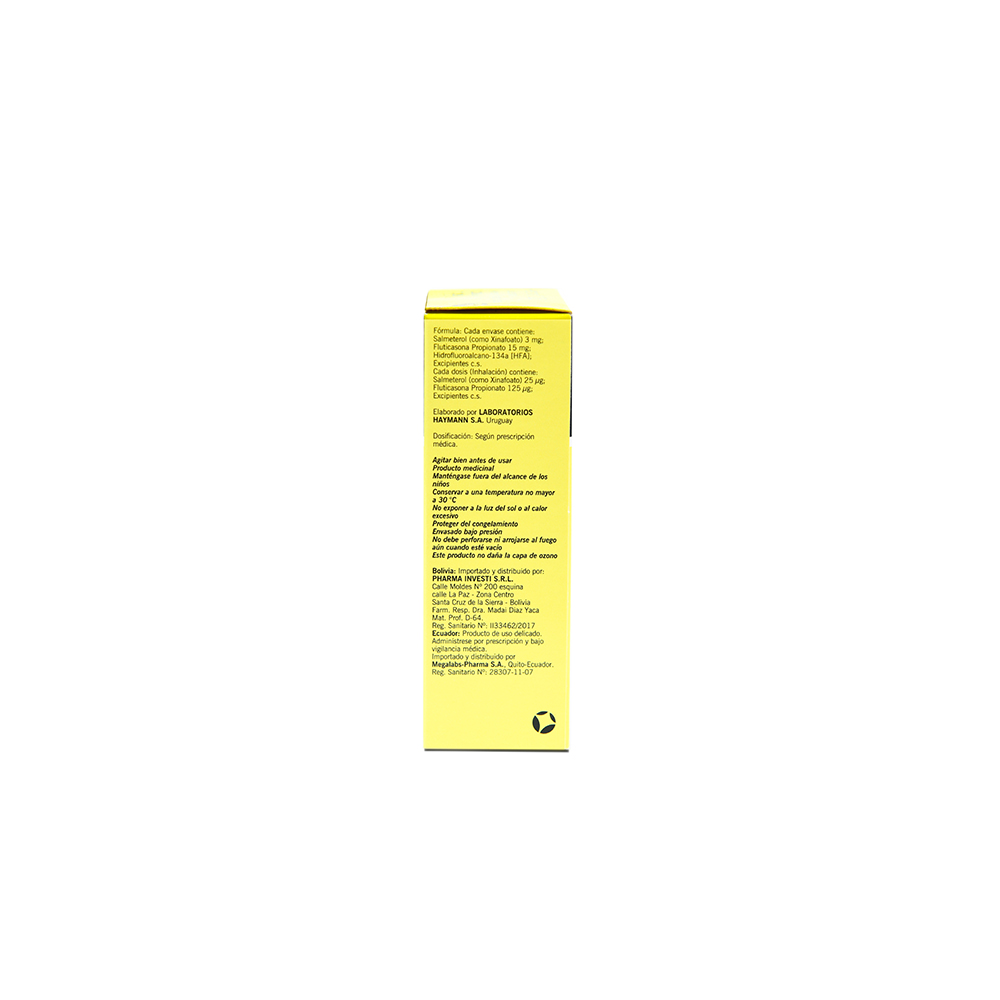 Fórmula: Cada envase contiene:
Salmeterol (como Xinafoato) 3 mg;
Fluticasona Propionato 15 mg;
Hidrofluoroalcano-134a [HFA];
Excipientes c.s.
Cada dosis (Inhalación) contiene:
Salmeterol (como Xinafoato) 25 µg;
Fluticasona Propionato 125 µg;
Excipientes c.s.
Elaborado por LABORATORIOS
HAYMANN S.A. Uruguay
Dosificación: Según prescripción
médica.
Agitar bien antes de usar
Producto medicinal
Manténgase fuera del alcance de los
niños
Conservar a una temperatura no mayor
a 30 °C
No exponer a la luz del sol o al calor
excesivo
Proteger del congelamiento
Envasado bajo presión
No debe perforarse ni arrojarse al fuego
aún cuando esté vacío
Este producto no daña la capa de ozono
Bolivia: Importado y distribuido por:
PHARMA INVESTI S.R.L.
Calle Moldes Nº 200 esquina
calle La Paz - Zona Centro
Santa Cruz de la Sierra - Bolivia
Farm. Resp. Dra. Madai Diaz Yaca
Mat. Prof. D-64.
Reg. Sanitario Nº: II33462/2017
Ecuador: Producto de uso delicado.
Adminístrese por prescripción y bajo
vigilancia médica.
Importado y distribuido por
Megalabs-Pharma S.A., Quito-Ecuador.
Reg. Sanitario Nº: 28307-11-07